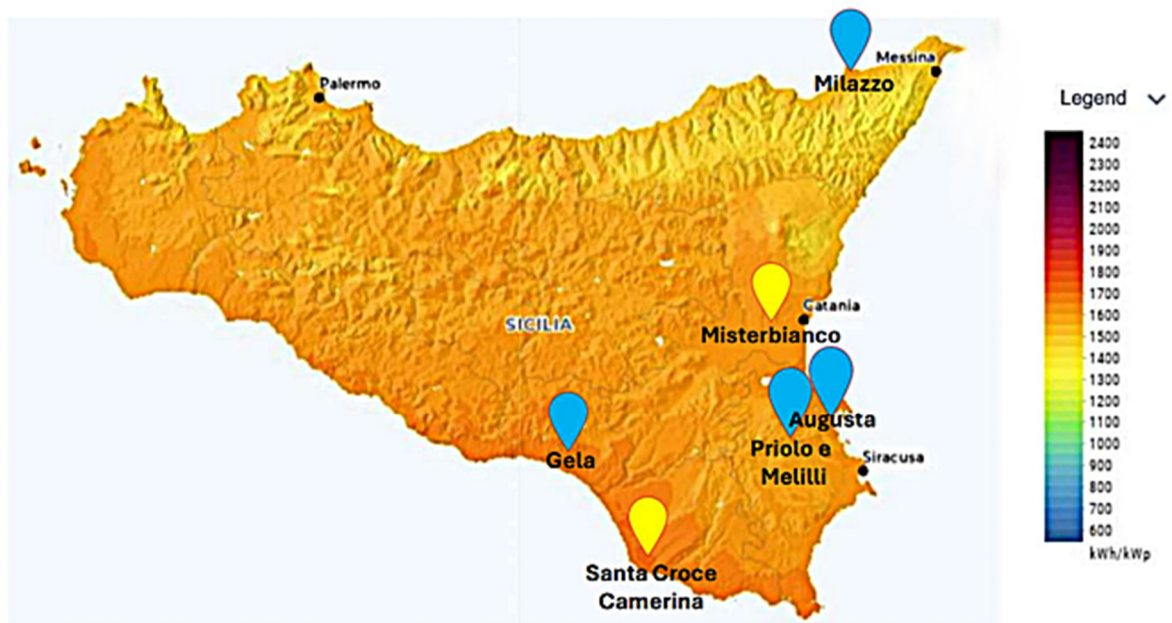 Palermo
Messina
Milazzo
SICILIA
Catania
Misterbianco
Augusta
Priolo e
Melilli
Siracusa
Gela
Santa Croce
Camerina
Legend
2400
2300
2200
2100
2000
1900
1800
1700
1600
1500
1400
1300
1200
1100
1000
900
800
700
600
kWh/kWp